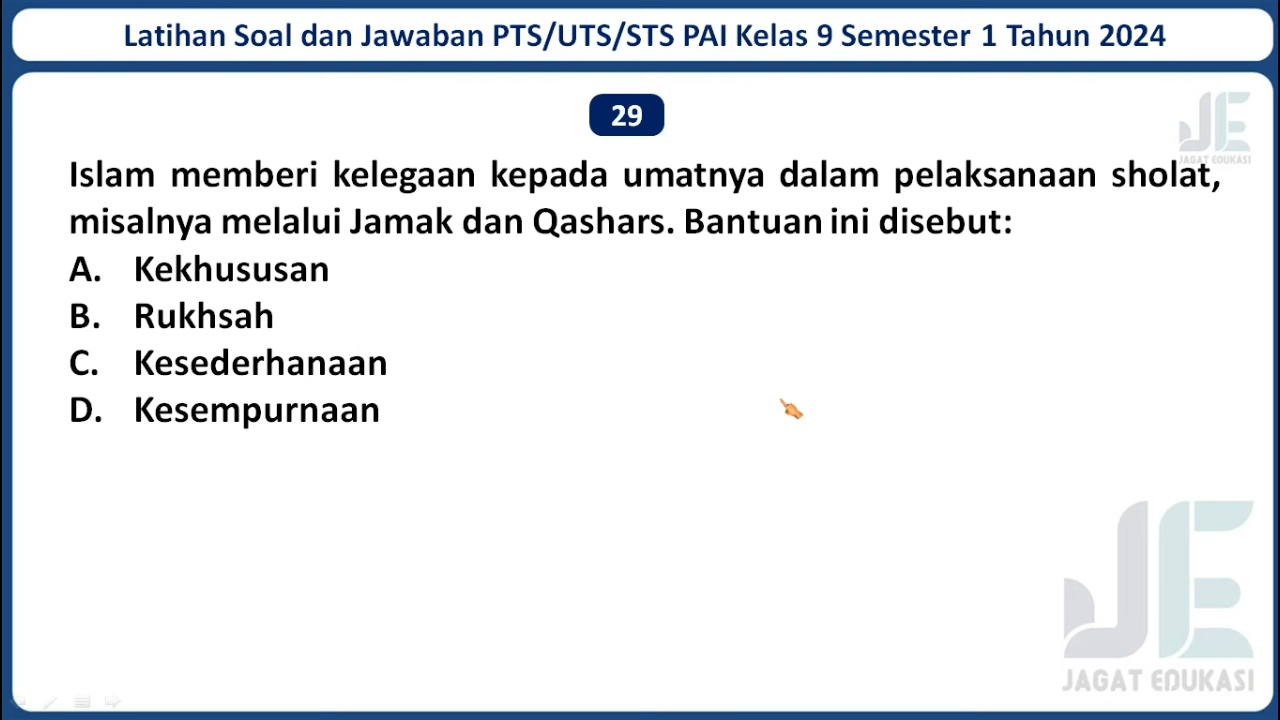 Latihan Soal dan Jawaban PTS/UTS/STS PAI Kelas 9 Semester 1 Tahun 2024
29
JE
JAGAT EDUKASI
Islam memberi kelegaan kepada umatnya dalam pelaksanaan sholat,
misalnya melalui Jamak dan Qashars. Bantuan ini disebut:
A. Kekhususan
B. Rukhsah
C. Kesederhanaan
D. Kesempurnaan
JE
JAGAT EDUKASI